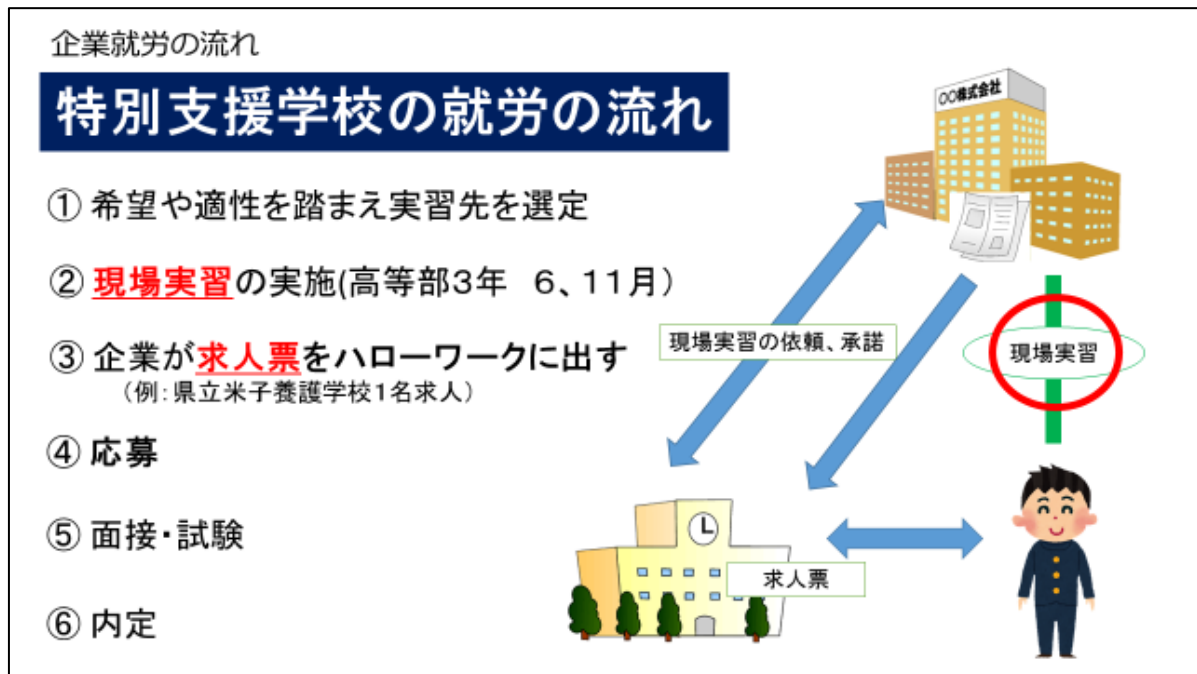 企業就労の流れ
特別支援学校の就労の流れ
① 希望や適性を踏まえ実習先を選定
② 現場実習の実施(高等部3年　6、11月)
③ 企業が求人票をハローワークに出す
(例：県立米子養護学校1名求人)
④ 応募
⑤ 面接・試験
⑥ 内定
〇〇株式会社
現場実習の依頼、承諾
現場実習
求人票